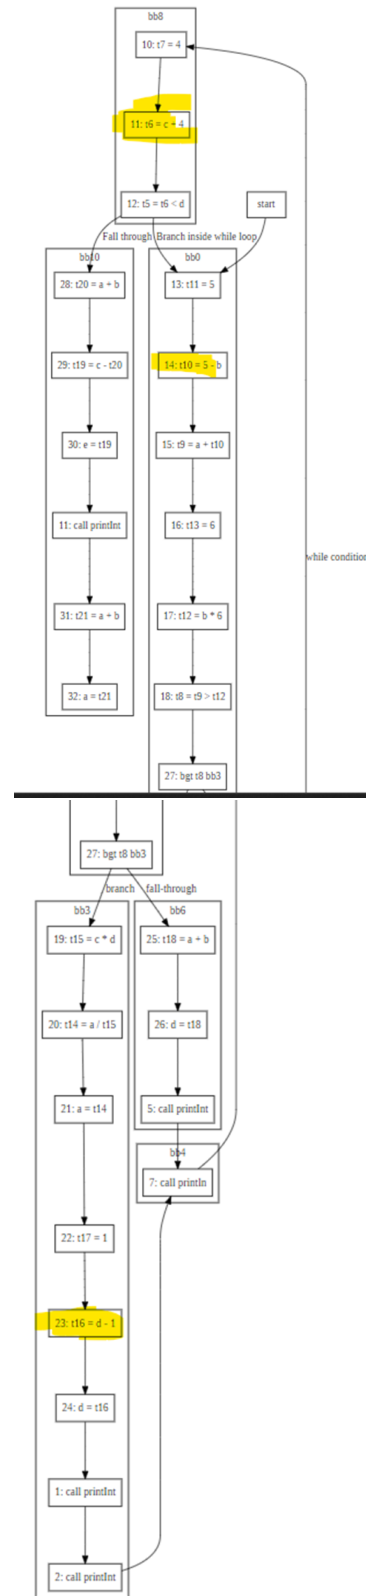 bb8
10: t7 = 4
11: t6 = c + 4
12: t5 = t6 < d
start
Fall through
Branch inside while loop
bb10
bb0
28: t20 = a + b
13: t11 = 5
29: t19 = c - t20
14: t10 = 5 - b
30: e = t19
15: t9 = a + t10
11: call printInt
16: t13 = 6
while condition
31: t21 = a + b
17: t12 = b * 6
32: a = t21
18: t8 = t9 > t12
27: bgt t8 bb3
27: bgt t8 bb3
branch
fall-through
bb3
bb6
19: t15 = c * d
25: t18 = a + b
20: t14 = a / t15
26: d = t18
21: a = t14
5: call printInt
bb4
7: call println
22: t17 = 1
23: t16 = d - 1
24: d = t16
1: call printInt
2: call printInt